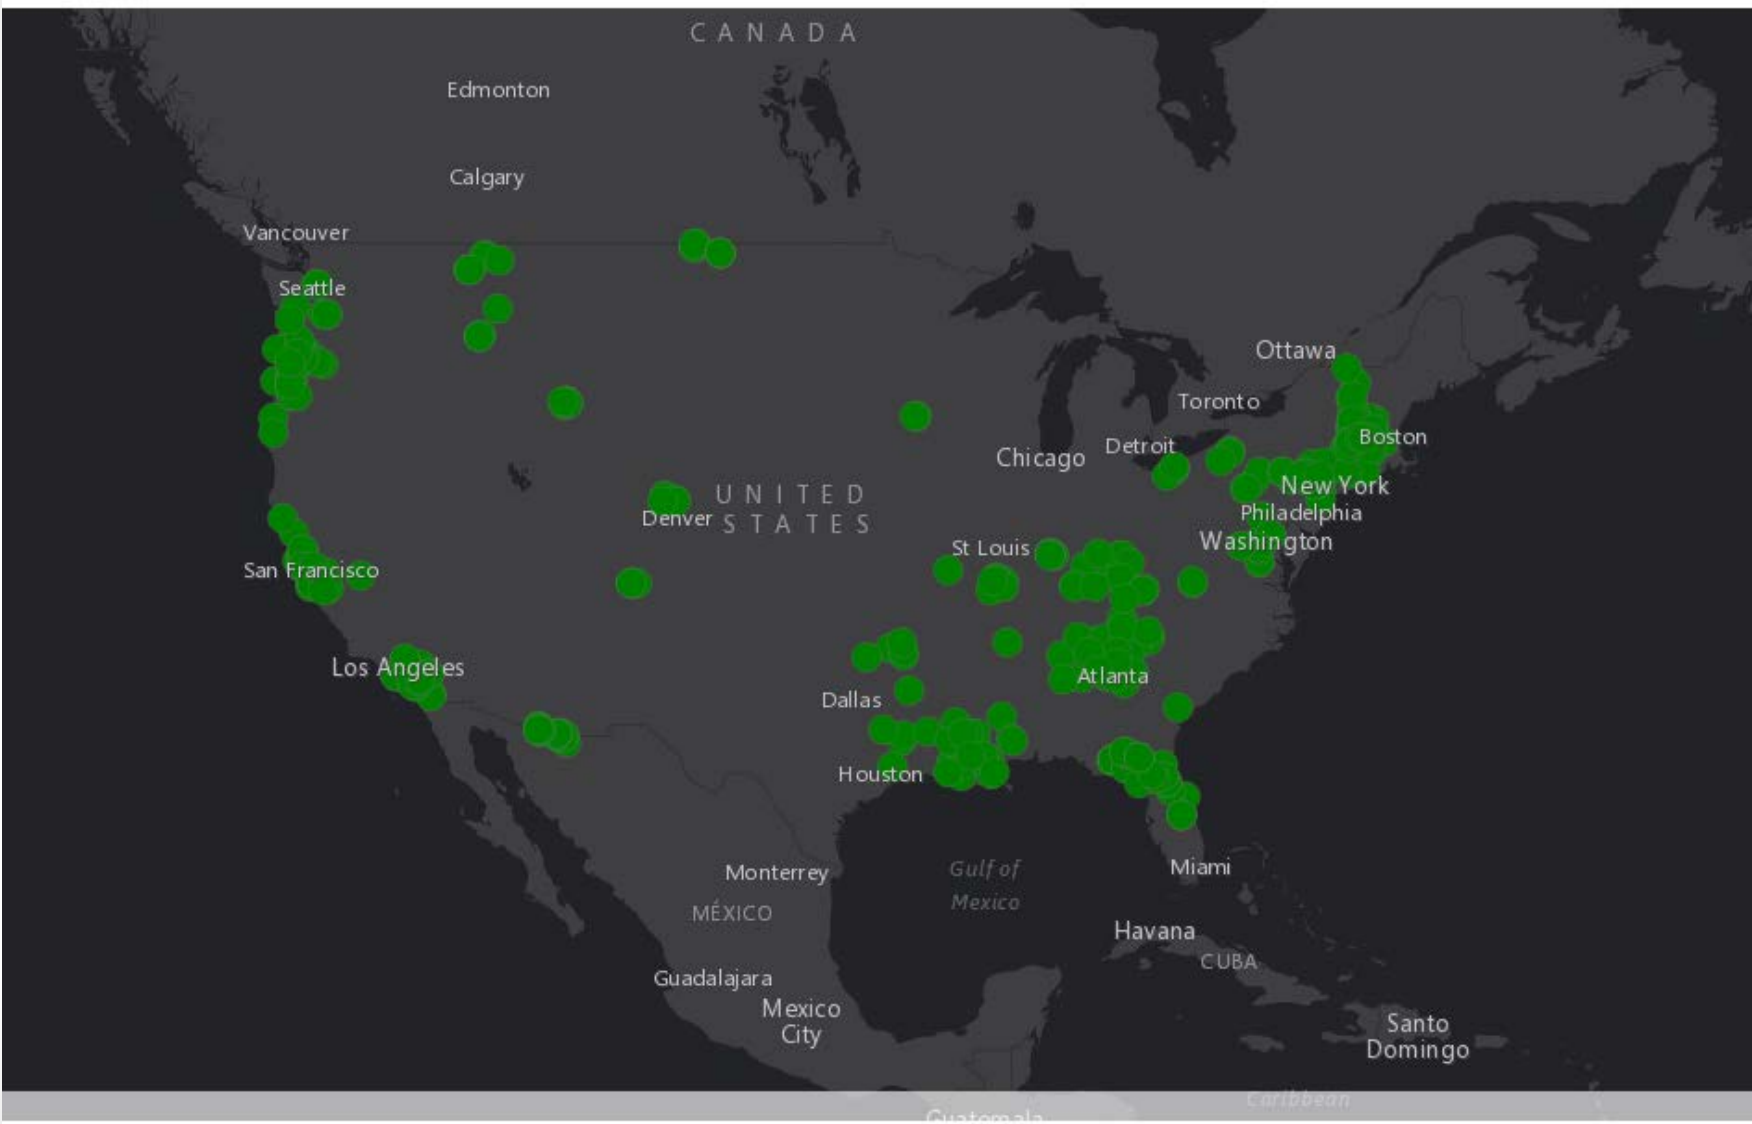 CANADA
Edmonton
Calgary
Vancouver
Seattle
Ottawa
Toronto
Boston
Detroit
Chicago
New York
UNITED
STATES
Denver
Philadelphia
Washington
St Louis
San Francisco
Los Angeles
Atlanta
Dallas
Houston
Miami
Gulf of
Mexico
Monterrey
MÉXICO
Havana
CUBA
Guadalajara
Mexico
City
Santo
Domingo
Caribbean
Guatemala